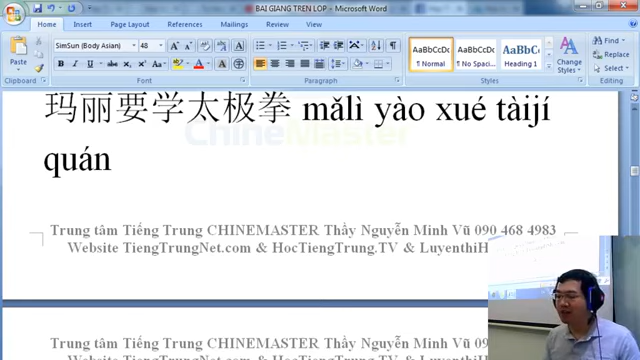 BAI GIANG TREN LOP - Microsoft Word
Home Insert Page Layout References Mailings Review View
Paste
SimSun (Body Asian) 48
AaBbCcDc AaBbCcDc AaBbC
¶ Normal ¶ No Spaci... Heading 1
Change Styles
Find
Replace
Select
Clipboard Font Paragraph Styles Editing
玛丽要学太极拳 mǎlì yào xué tàijí
quán
ChineMaster
Trung tâm Tiếng Trung CHINEMASTER Thầy Nguyễn Minh Vũ 090 468 4983
Website TiengTrungNet.com & HocTiengTrung.TV & LuyenthiH
Trung tâm Tiếng Trung CHINEMASTER Thầy Nguyễn Minh Vũ 09